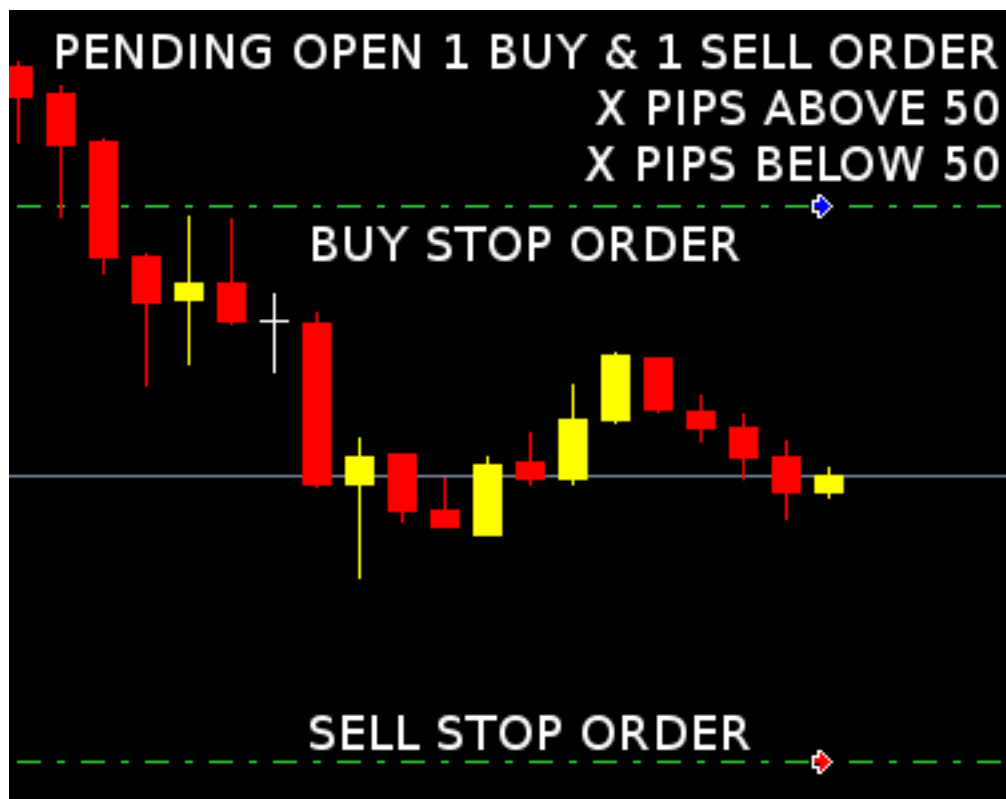 PENDING OPEN 1 BUY & 1 SELL ORDER
X PIPS ABOVE 50
X PIPS BELOW 50
BUY STOP ORDER
SELL STOP ORDER